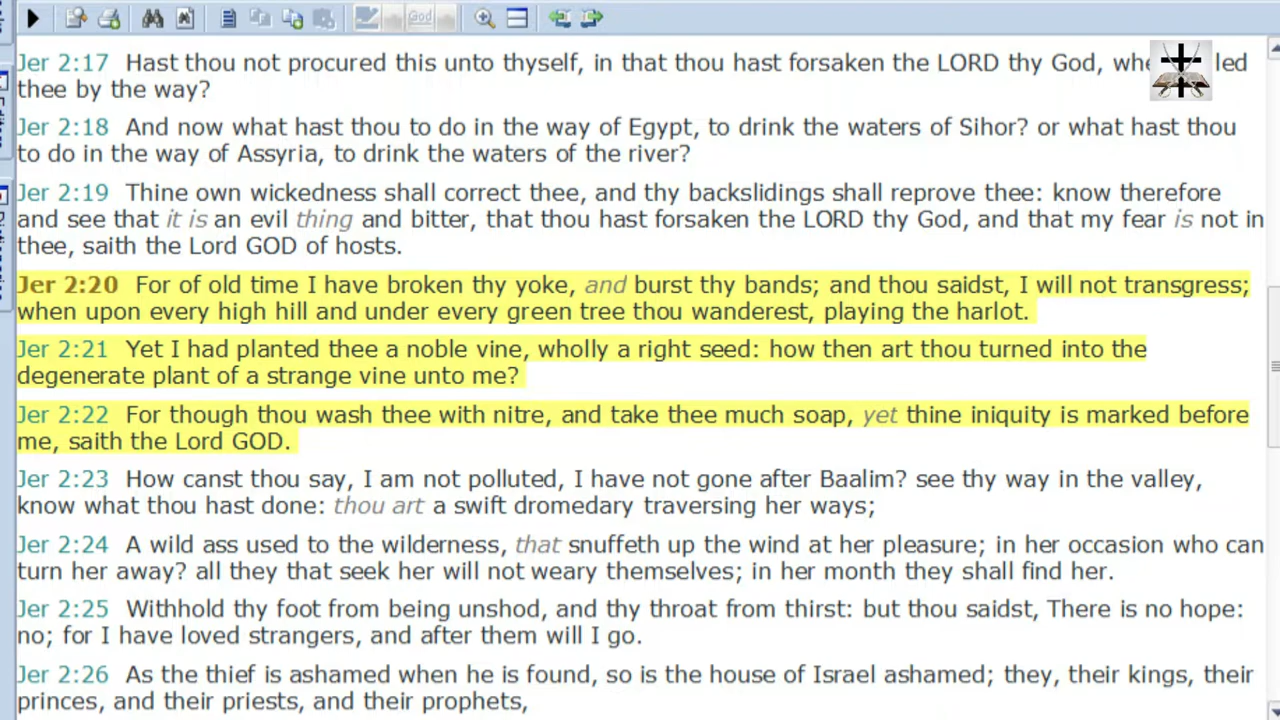 God
Jer 2:17 Hast thou not procured this unto thyself, in that thou hast forsaken the LORD thy God, led
thee by the way?
Jer 2:18 And now what hast thou to do in the way of Egypt, to drink the waters of Sihor? or what hast thou
to do in the way of Assyria, to drink the waters of the river?
Jer 2:19 Thine own wickedness shall correct thee, and thy backslidings shall reprove thee: know therefore
and see that it is an evil thing and bitter, that thou hast forsaken the LORD thy God, and that my fear is not in
thee, saith the Lord GOD of hosts.
Jer 2:20 For of old time I have broken thy yoke, and burst thy bands; and thou saidst, I will not transgress;
when upon every high hill and under every green tree thou wanderest, playing the harlot.
Jer 2:21 Yet I had planted thee a noble vine, wholly a right seed: how then art thou turned into the
degenerate plant of a strange vine unto me?
Jer 2:22 For though thou wash thee with nitre, and take thee much soap, yet thine iniquity is marked before
me, saith the Lord GOD.
Jer 2:23 How canst thou say, I am not polluted, I have not gone after Baalim? see thy way in the valley,
know what thou hast done: thou art a swift dromedary traversing her ways;
Jer 2:24 A wild ass used to the wilderness, that snuffeth up the wind at her pleasure; in her occasion who can
turn her away? all they that seek her will not weary themselves; in her month they shall find her.
Jer 2:25 Withhold thy foot from being unshod, and thy throat from thirst: but thou saidst, There is no hope:
no; for I have loved strangers, and after them will I go.
Jer 2:26 As the thief is ashamed when he is found, so is the house of Israel ashamed; they, their kings, their
princes, and their priests, and their prophets,